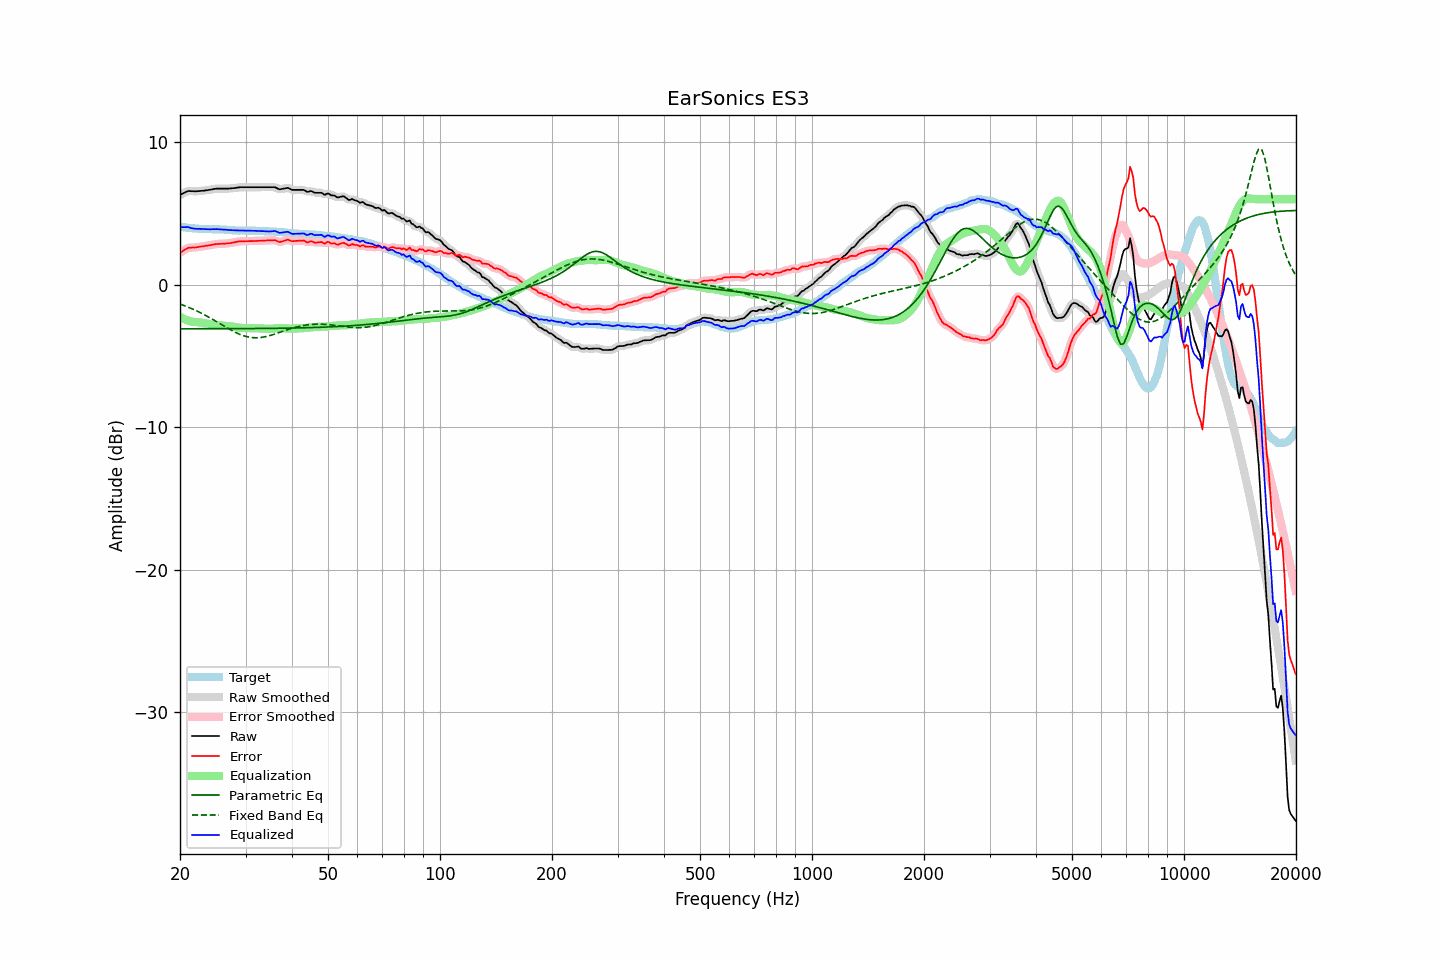 EarSonics ES3
10
0
−10
−20
−30
Amplitude (dBr)
20
50
100
200
500
1000
2000
5000
10000
20000
Frequency (Hz)
Target
Raw Smoothed
Error Smoothed
Raw
Error
Equalization
Parametric Eq
Fixed Band Eq
Equalized